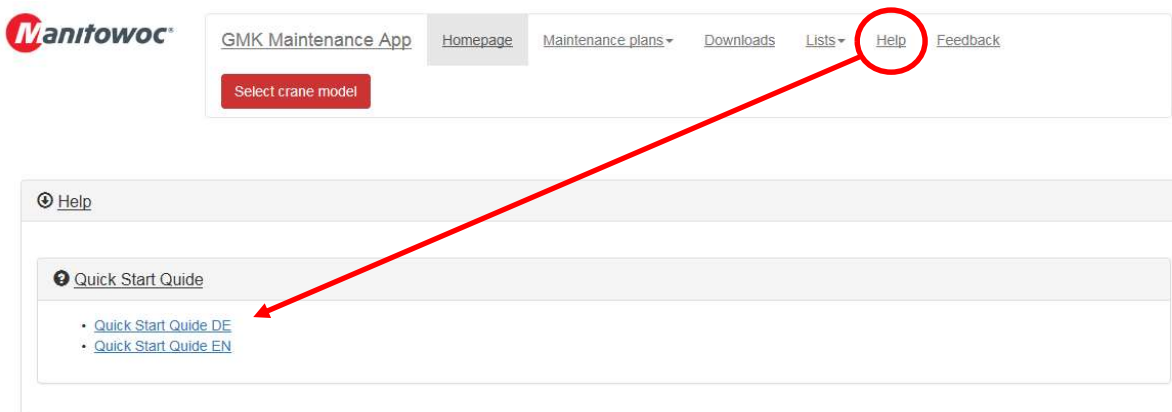 Manitowoc®
GMK Maintenance App Homepage Maintenance plans Downloads Lists Help Feedback
Select crane model
Help
Quick Start Quide
• Quick Start Quide DE
• Quick Start Quide EN